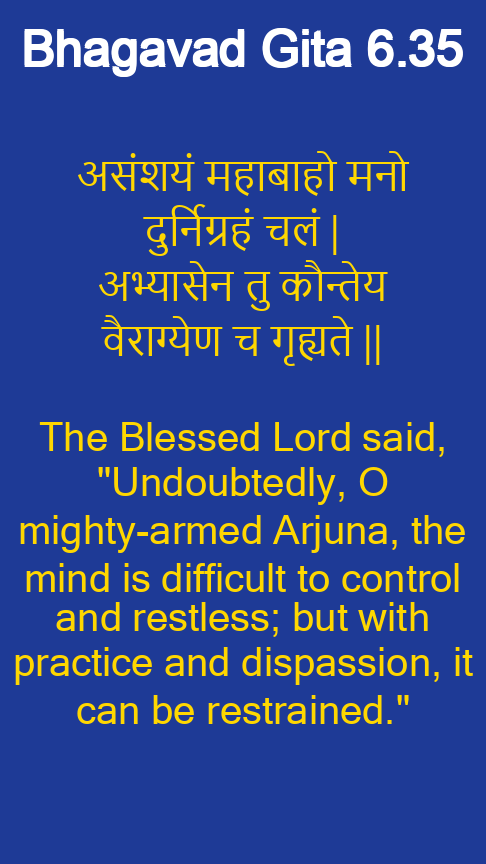 Bhagavad Gita 6.35
असंशयं महाबाहो मनो
दुर्निग्रहं चलं |
अभ्यासेन तु कौन्तेय
वैराग्येण च गृह्यते ||
The Blessed Lord said,
"Undoubtedly, O
mighty-armed Arjuna, the
mind is difficult to control
and restless; but with
practice and dispassion, it
can be restrained."